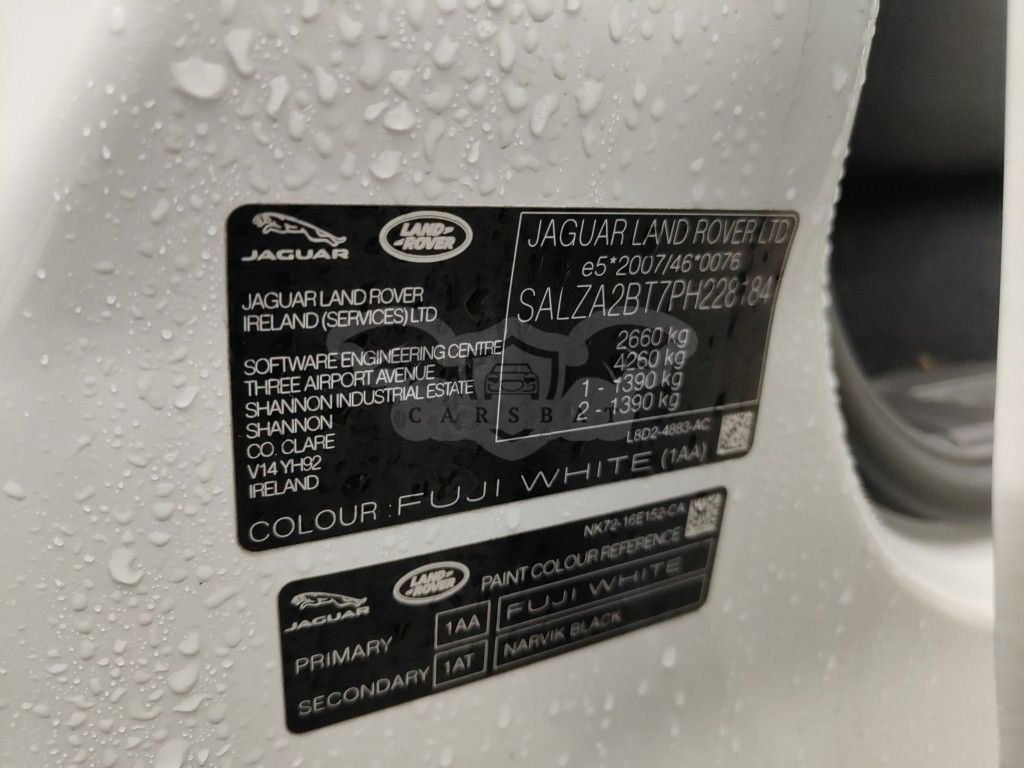 JAGUAR
LAND-
-ROVER
JAGUAR LAND ROVER
IRELAND (SERVICES) LTD
SOFTWARE ENGINEERING CENTRE
THREE AIRPORT AVENUE
SHANNON INDUSTRIAL ESTATE
SHANNON
CO. CLARE
V14 YH92
IRELAND
JAGUAR LAND ROVER LTD
e5*2007/46*0076
SALZA2BT7PH228184
2660 kg
4260 kg
1 - 1390 kg
2 - 1390 kg
L8D2-4883-AC
CARSBAT
COLOUR : FUJI WHITE (1AA)
NK72-16E152-CA
JAGUAR
LAND-
-ROVER
PAINT COLOUR REFERENCE
PRIMARY 1AA FUJI WHITE
SECONDARY 1AT NARVIK BLACK